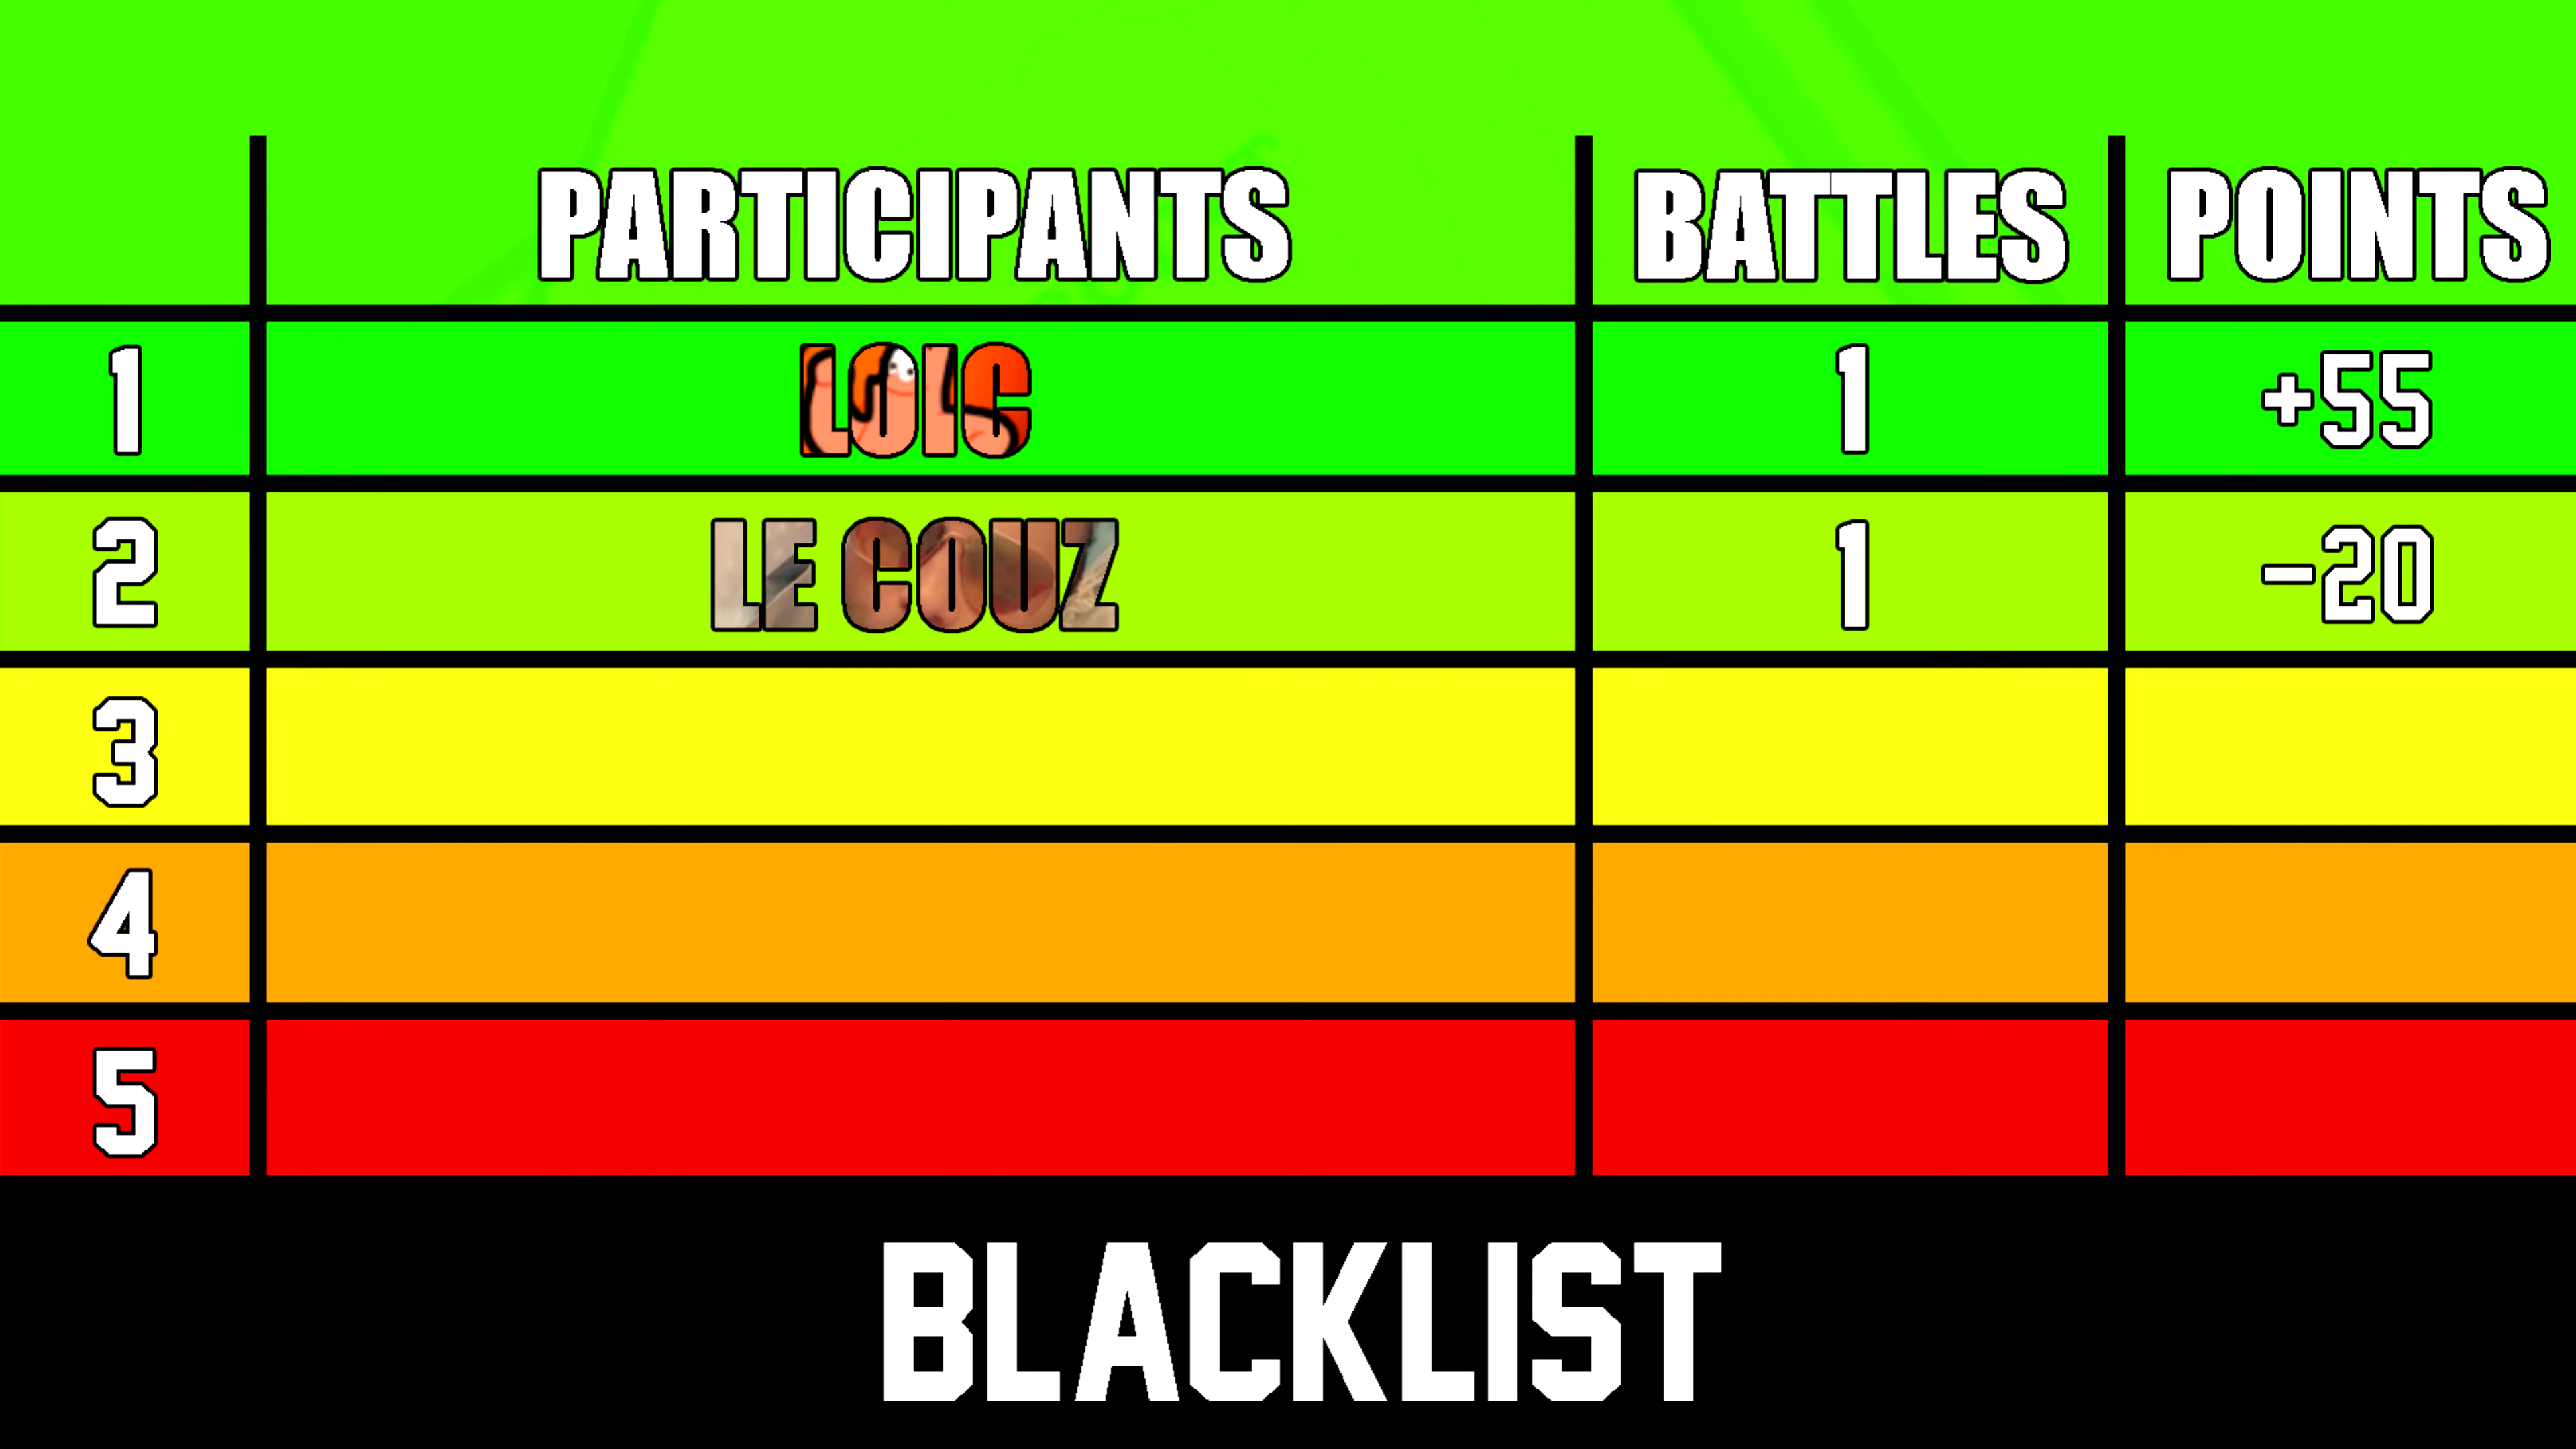 PARTICIPANTS BATTLES POINTS
1 LOIC 1 +55
2 LE COUZ 1 -20
3
4
5
BLACKLIST